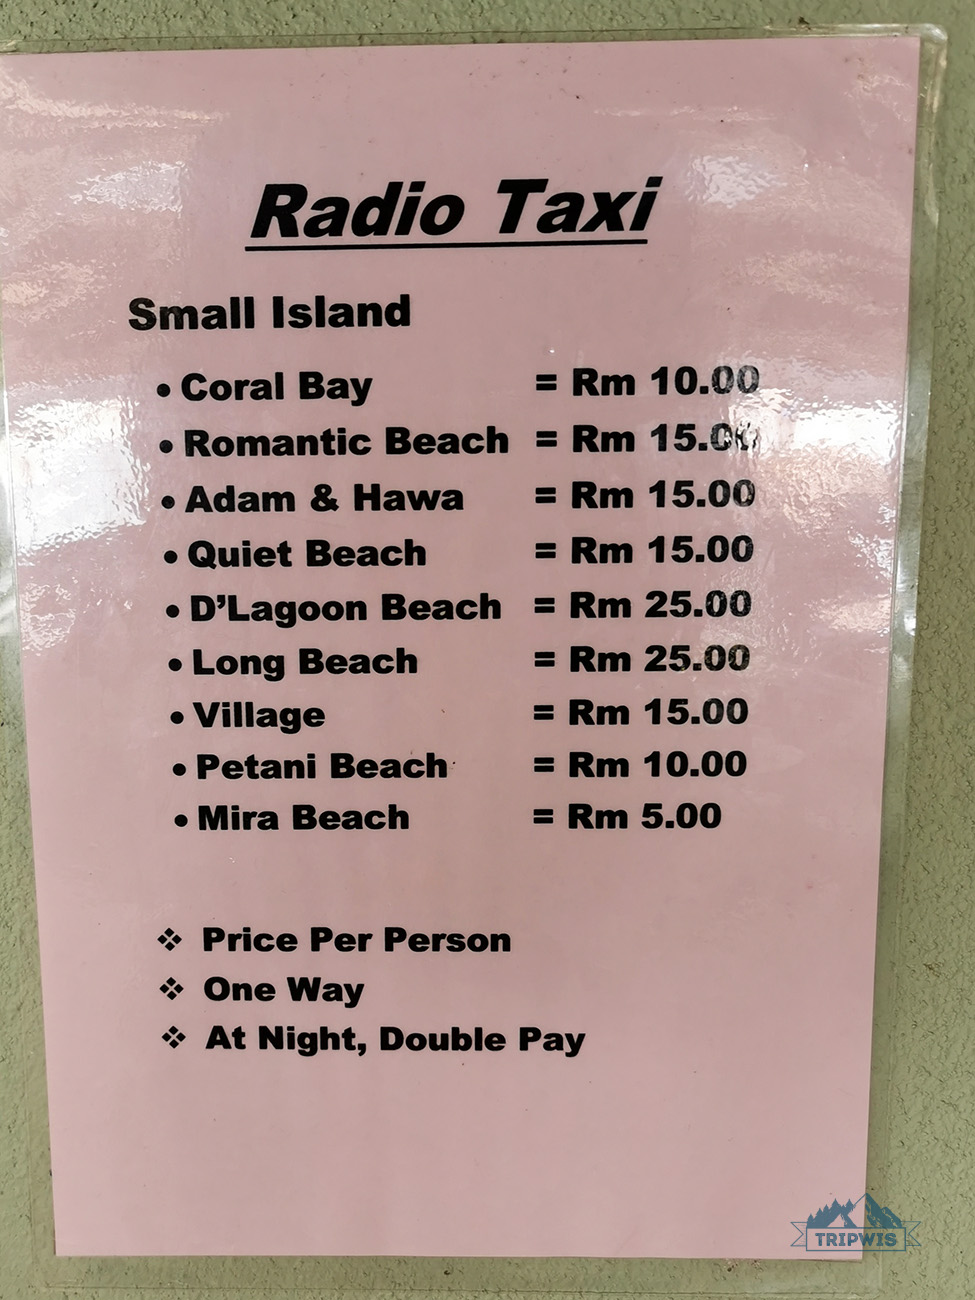 Radio Taxi
Small Island
• Coral Bay = Rm 10.00
• Romantic Beach = Rm 15.00
• Adam & Hawa = Rm 15.00
• Quiet Beach = Rm 15.00
• D’Lagoon Beach = Rm 25.00
• Long Beach = Rm 25.00
• Village = Rm 15.00
• Petani Beach = Rm 10.00
• Mira Beach = Rm 5.00
❖ Price Per Person
❖ One Way
❖ At Night, Double Pay
TRIPWIS